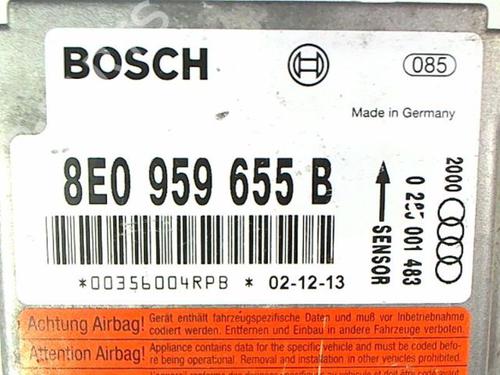 BOSCH
085
Made in Germany
8E0 959 655 B
*00356004RPB * 02-12-13
SENSOR
0 285 001 483
2000
Achtung Airbag!
Gerät enthält fahrzeugspezifische Daten und muß vor Inbetriebnahme
codiert werden. Entfernen und Einbau in andere Fahrzeuge verboten.
Attention Airbag!
Appliance contains data for the specific vehicle and must be coded befo-
re being operational. Removal and installation in other vehicles prohibited.